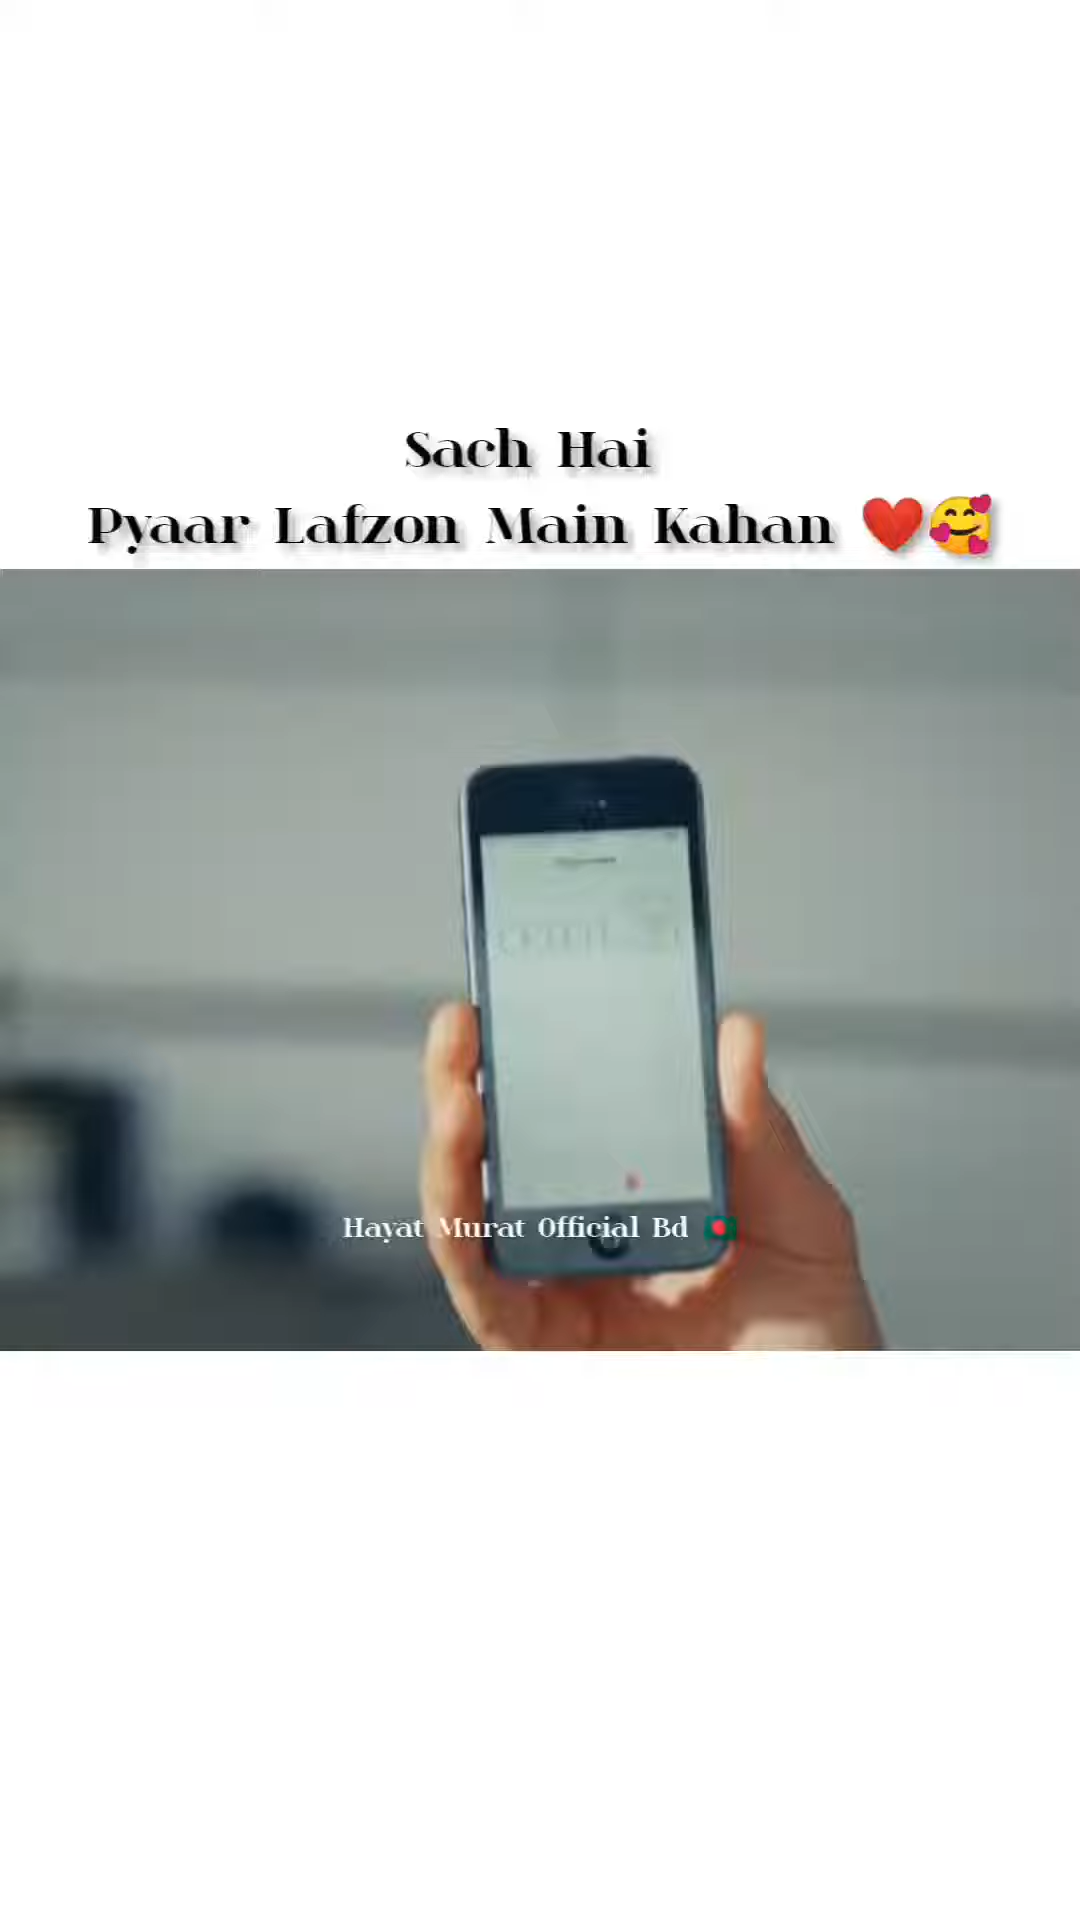 Sach Hai
Pyaar Lafzon Main Kahan ❤️🥰
Hayat Murat Official Bd 🇧🇩